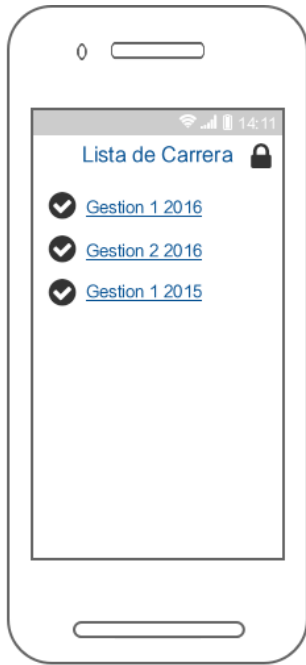 14:11
Lista de Carrera
Gestion 1 2016
Gestion 2 2016
Gestion 1 2015